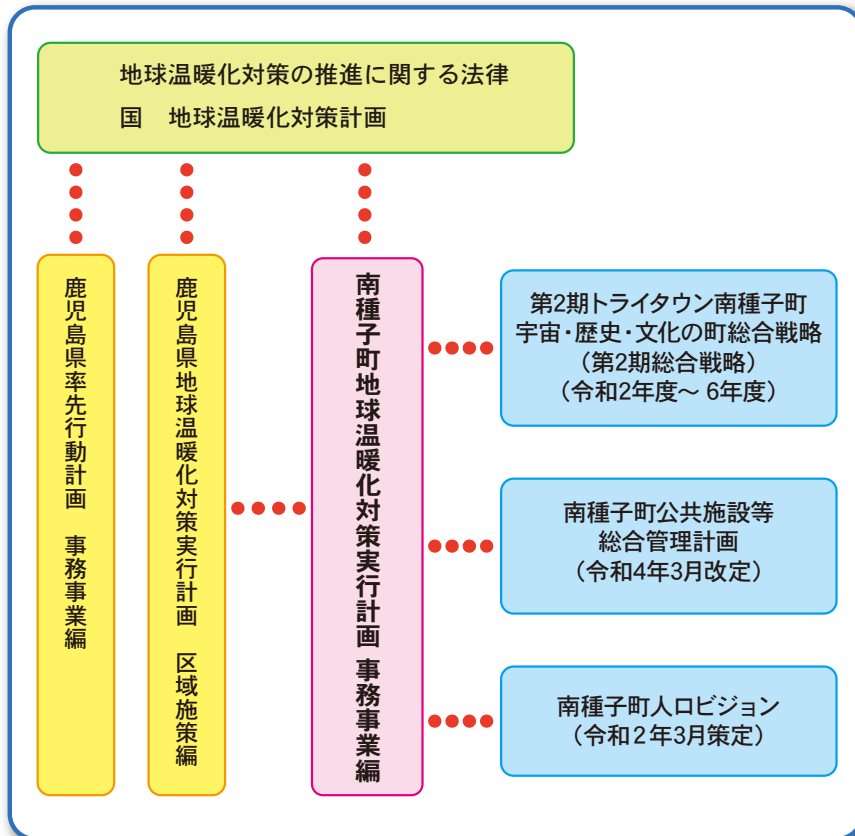 地球温暖化対策の推進に関する法律
国　地球温暖化対策計画
鹿児島県率先行動計画　事務事業編
鹿児島県地球温暖化対策実行計画　区域施策編
南種子町地球温暖化対策実行計画 事務事業編
第2期トライタウン南種子町
宇宙・歴史・文化の町総合戦略
（第2期総合戦略）
（令和2年度～ 6年度）
南種子町公共施設等
総合管理計画
（令和4年3月改定）
南種子町人口ビジョン
（令和２年3月策定）